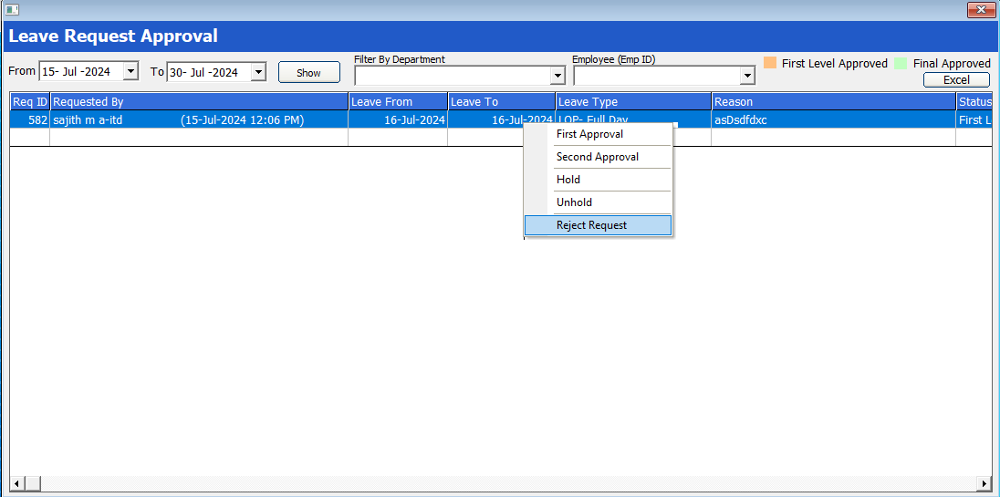 Leave Request Approval
From 15- Jul -2024 To 30- Jul -2024 Show Filter By Department Employee (Emp ID) First Level Approved Final Approved
Excel
Req ID Requested By Leave From Leave To Leave Type Reason Status
582 sajith m a-itd (15-Jul-2024 12:06 PM) 16-Jul-2024 16-Jul-2024 LOP- Full Day asDsdfdxc First L
First Approval
Second Approval
Hold
Unhold
Reject Request